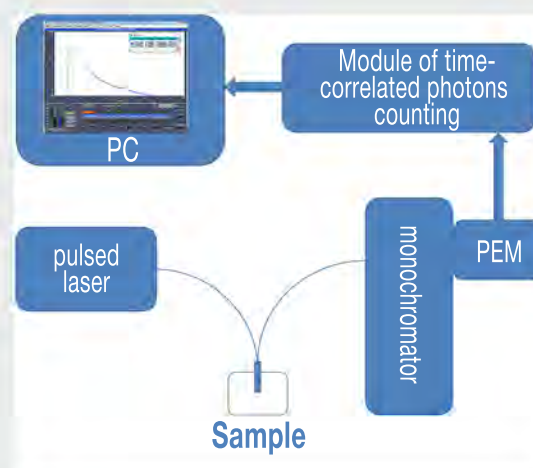 Module of time-
correlated photons
counting
PC
pulsed
laser
monochromator
PEM
Sample